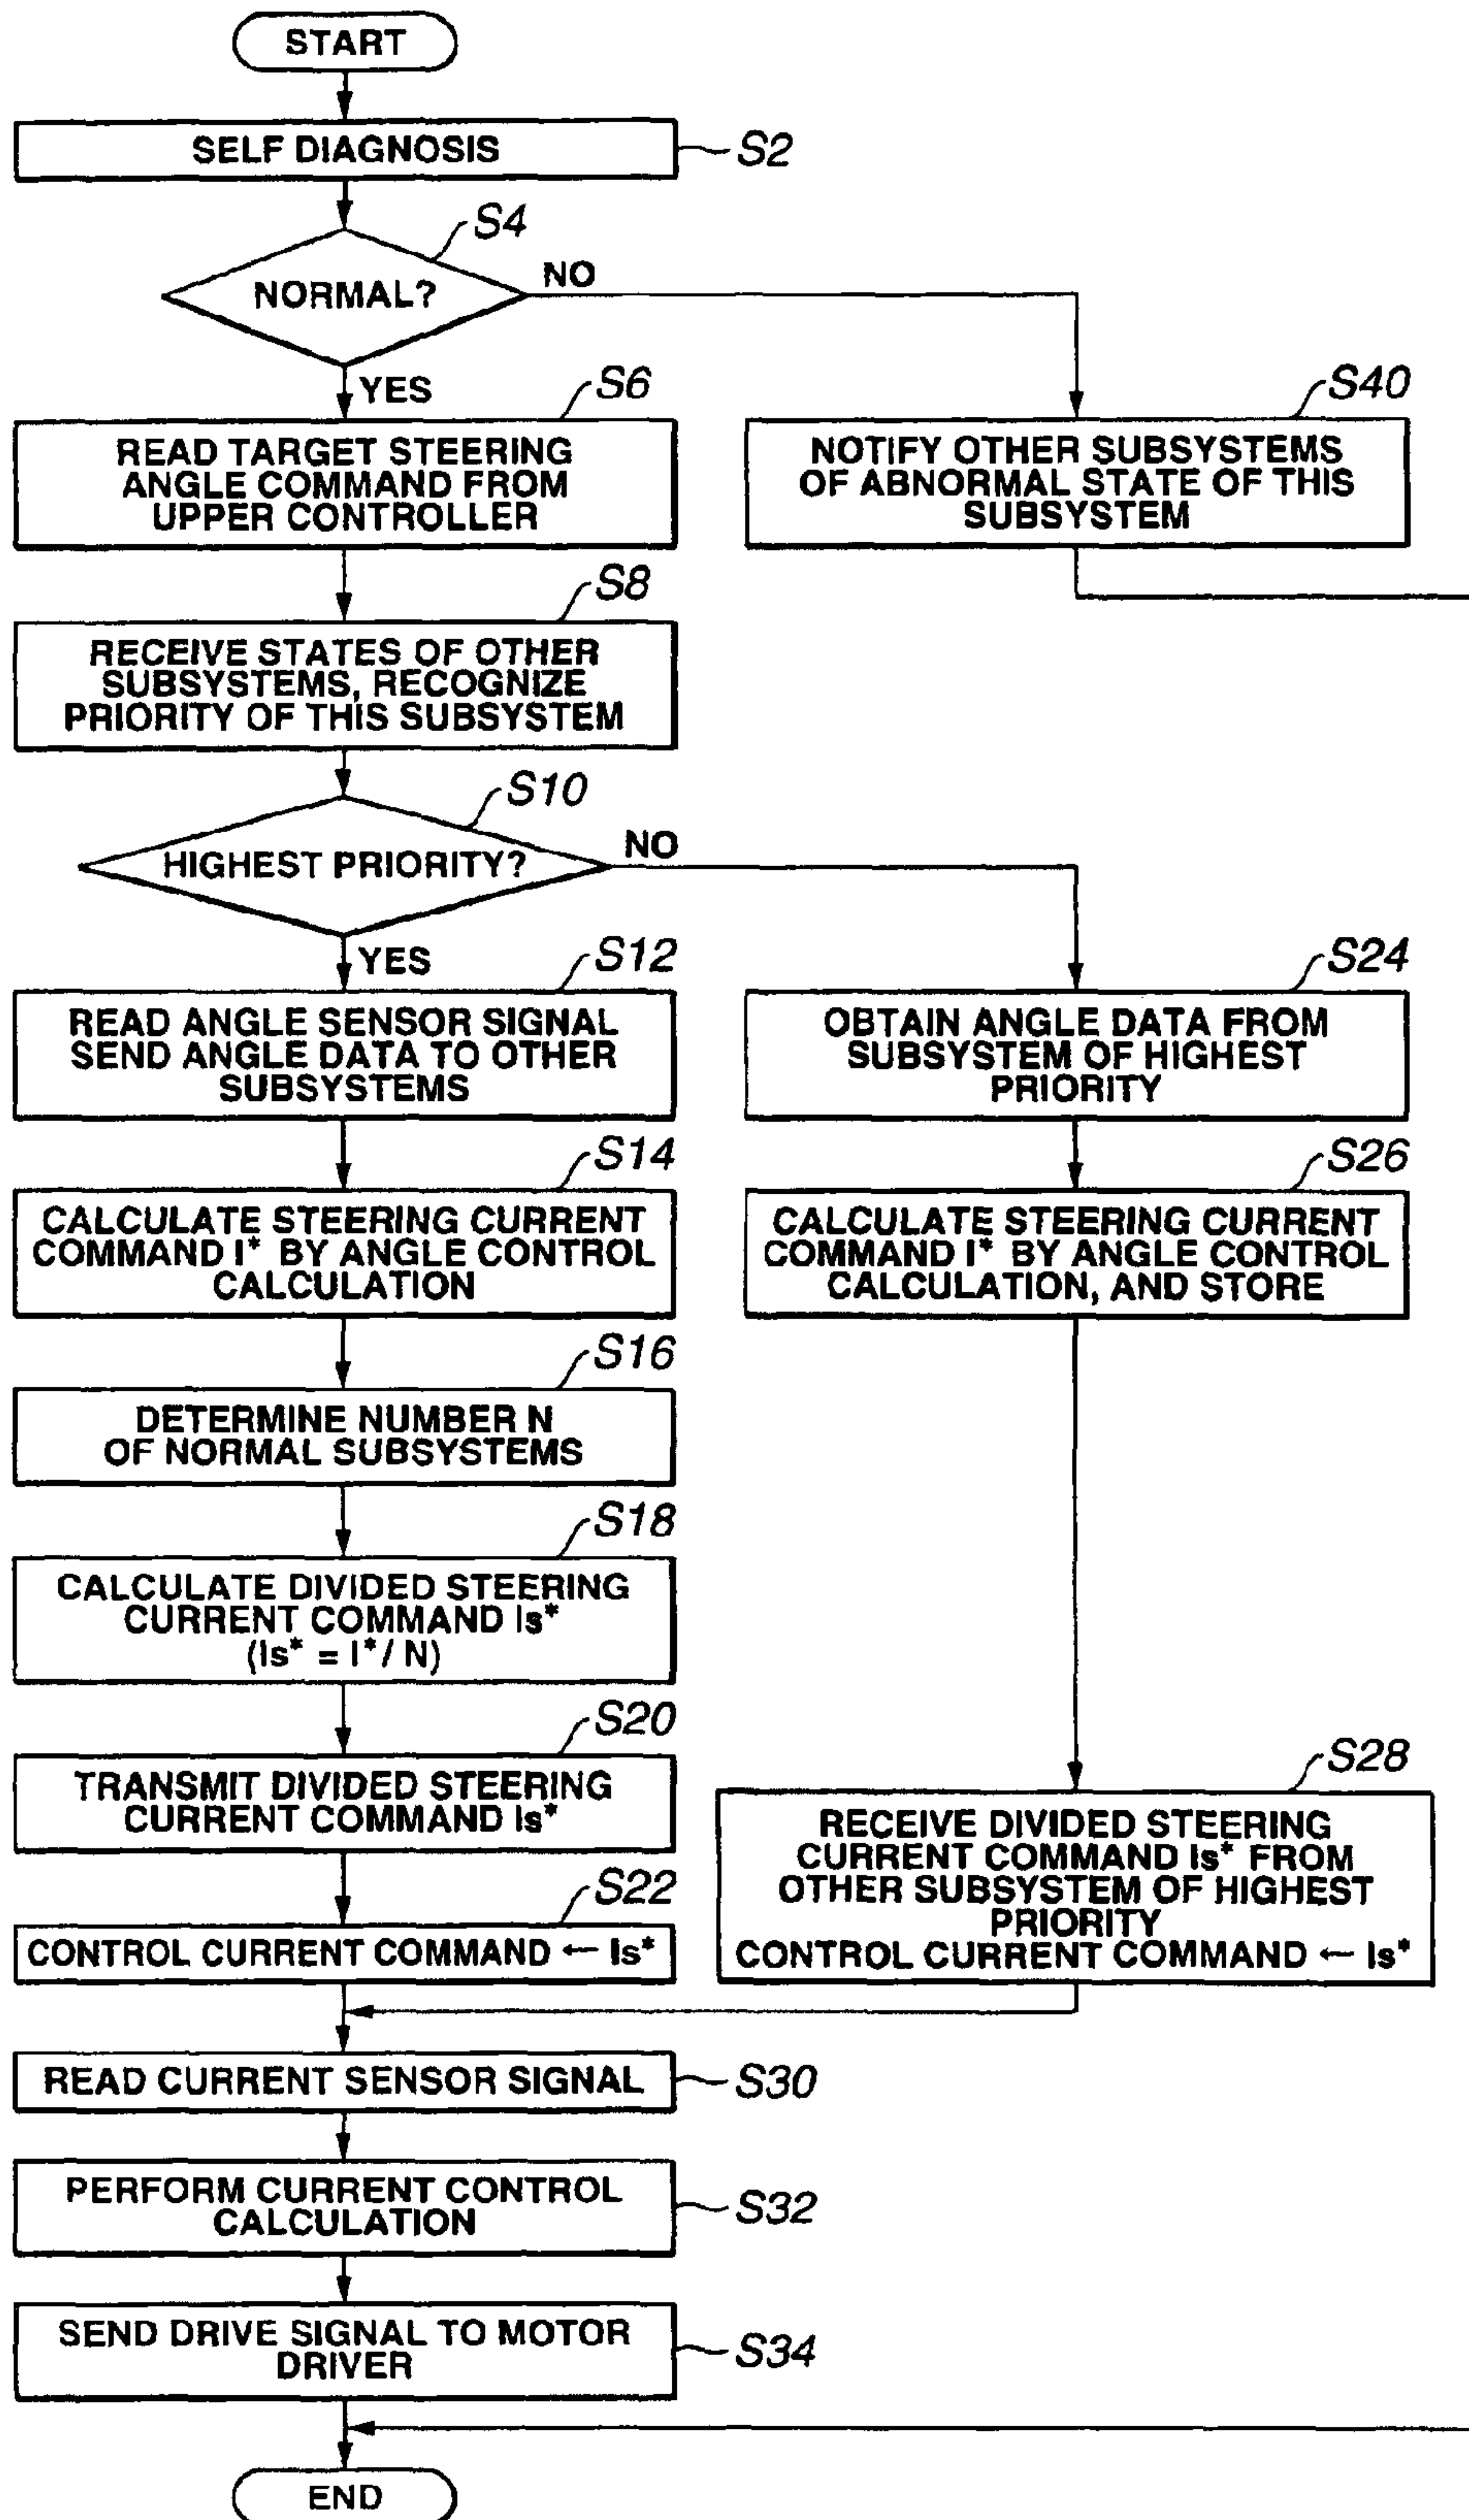 START
SELF DIAGNOSIS
S2
S4
NORMAL?
NO
YES
S6
READ TARGET STEERING
ANGLE COMMAND FROM
UPPER CONTROLLER
S40
NOTIFY OTHER SUBSYSTEMS
OF ABNORMAL STATE OF THIS
SUBSYSTEM
S8
RECEIVE STATES OF OTHER
SUBSYSTEMS, RECOGNIZE
PRIORITY OF THIS SUBSYSTEM
S10
HIGHEST PRIORITY?
NO
YES
S12
READ ANGLE SENSOR SIGNAL
SEND ANGLE DATA TO OTHER
SUBSYSTEMS
S24
OBTAIN ANGLE DATA FROM
SUBSYSTEM OF HIGHEST
PRIORITY
S14
CALCULATE STEERING CURRENT
COMMAND I* BY ANGLE CONTROL
CALCULATION
S26
CALCULATE STEERING CURRENT
COMMAND I* BY ANGLE CONTROL
CALCULATION, AND STORE
S16
DETERMINE NUMBER N
OF NORMAL SUBSYSTEMS
S18
CALCULATE DIVIDED STEERING
CURRENT COMMAND Is*
(Is* = I* / N)
S20
TRANSMIT DIVIDED STEERING
CURRENT COMMAND Is*
S28
RECEIVE DIVIDED STEERING
CURRENT COMMAND Is* FROM
OTHER SUBSYSTEM OF HIGHEST
PRIORITY
CONTROL CURRENT COMMAND ← Is*
S22
CONTROL CURRENT COMMAND ← Is*
READ CURRENT SENSOR SIGNAL
S30
PERFORM CURRENT CONTROL
CALCULATION
S32
SEND DRIVE SIGNAL TO MOTOR
DRIVER
S34
END